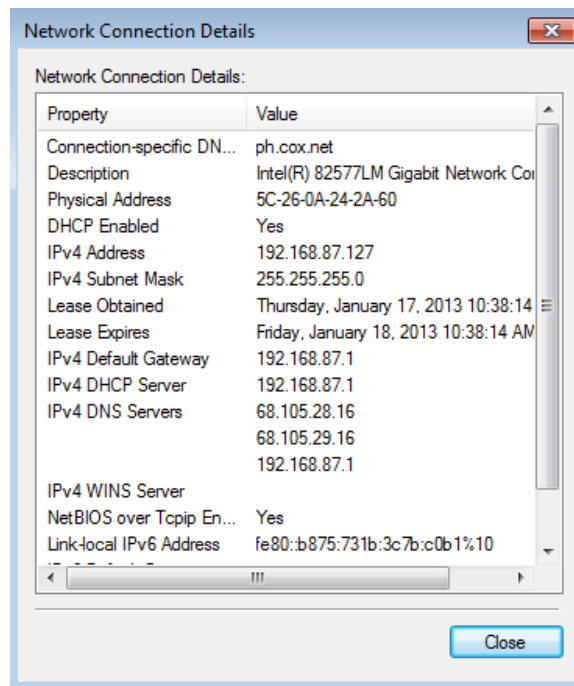 Network Connection Details
Network Connection Details:
Property Value
Connection-specific DN... ph.cox.net
Description Intel(R) 82577LM Gigabit Network
Physical Address 5C-26-0A-24-2A-60
DHCP Enabled Yes
IPv4 Address 192.168.87.127
IPv4 Subnet Mask 255.255.255.0
Lease Obtained Thursday, January 17, 2013 10:38:14
Lease Expires Friday, January 18, 2013 10:38:14 AM
IPv4 Default Gateway 192.168.87.1
IPv4 DHCP Server 192.168.87.1
IPv4 DNS Servers 68.105.28.16
68.105.29.16
192.168.87.1
IPv4 WINS Server
NetBIOS over Tcpip En... Yes
Link-local IPv6 Address fe80::b875:731b:3c7b:c0b1%10
Close